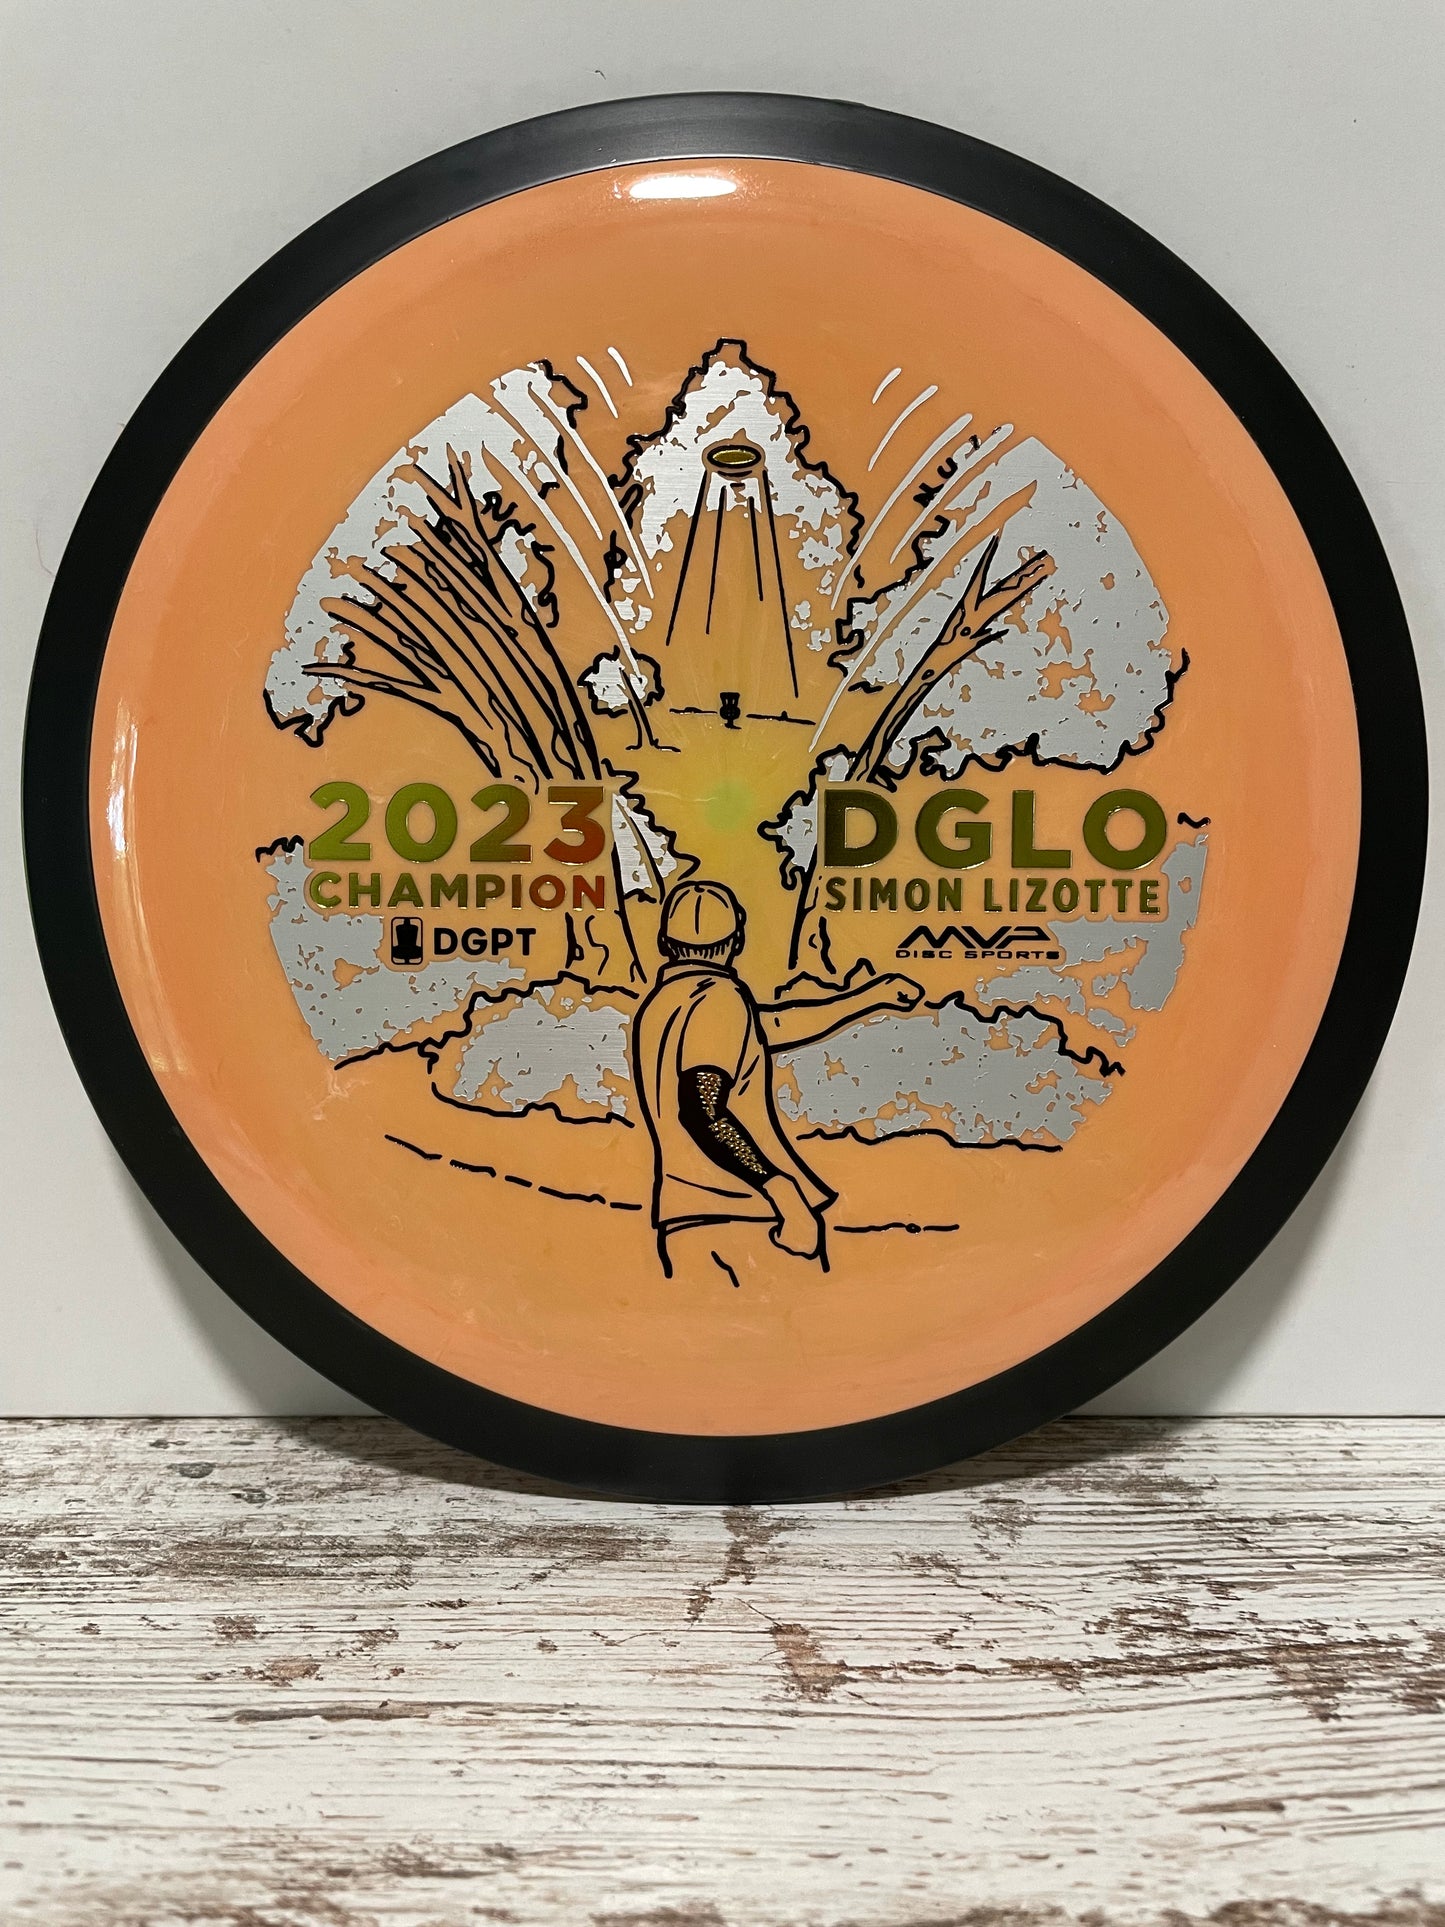 2023
CHAMPION
DGPT
DGLO
SIMON LIZOTTE
MVP
DISC SPORTS